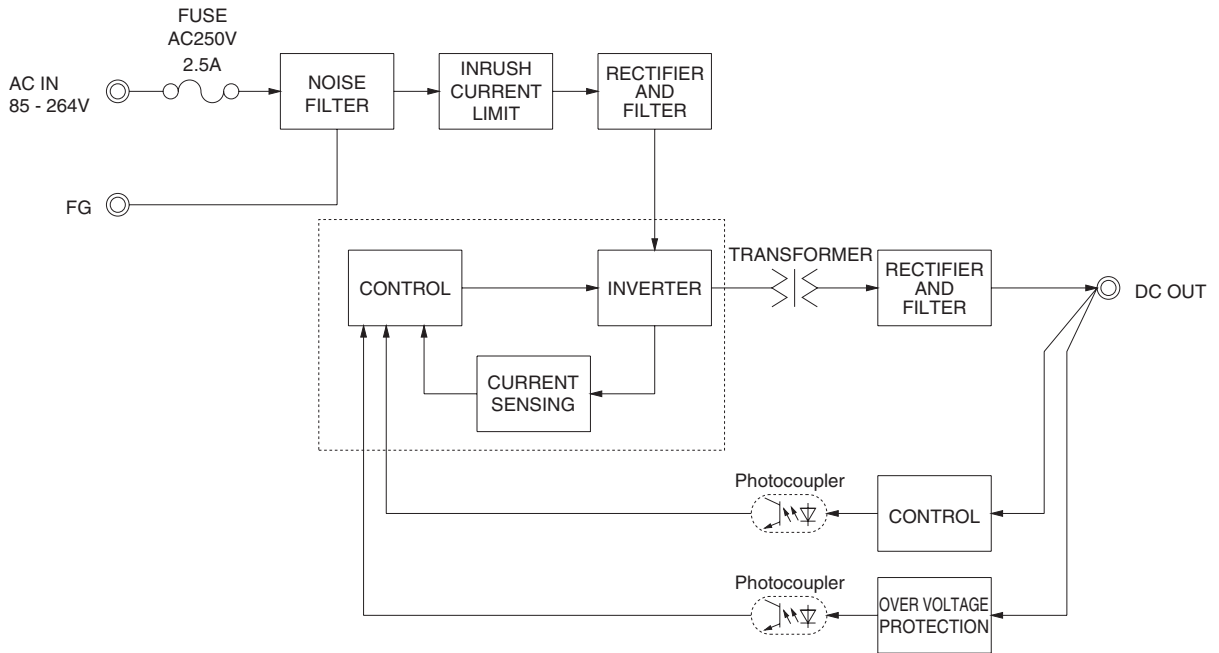 FUSE
AC250V
2.5A
AC IN
85 - 264V
NOISE
FILTER
INRUSH
CURRENT
LIMIT
RECTIFIER
AND
FILTER
FG
CONTROL
INVERTER
TRANSFORMER
RECTIFIER
AND
FILTER
DC OUT
CURRENT
SENSING
Photocoupler
CONTROL
Photocoupler
OVER VOLTAGE
PROTECTION